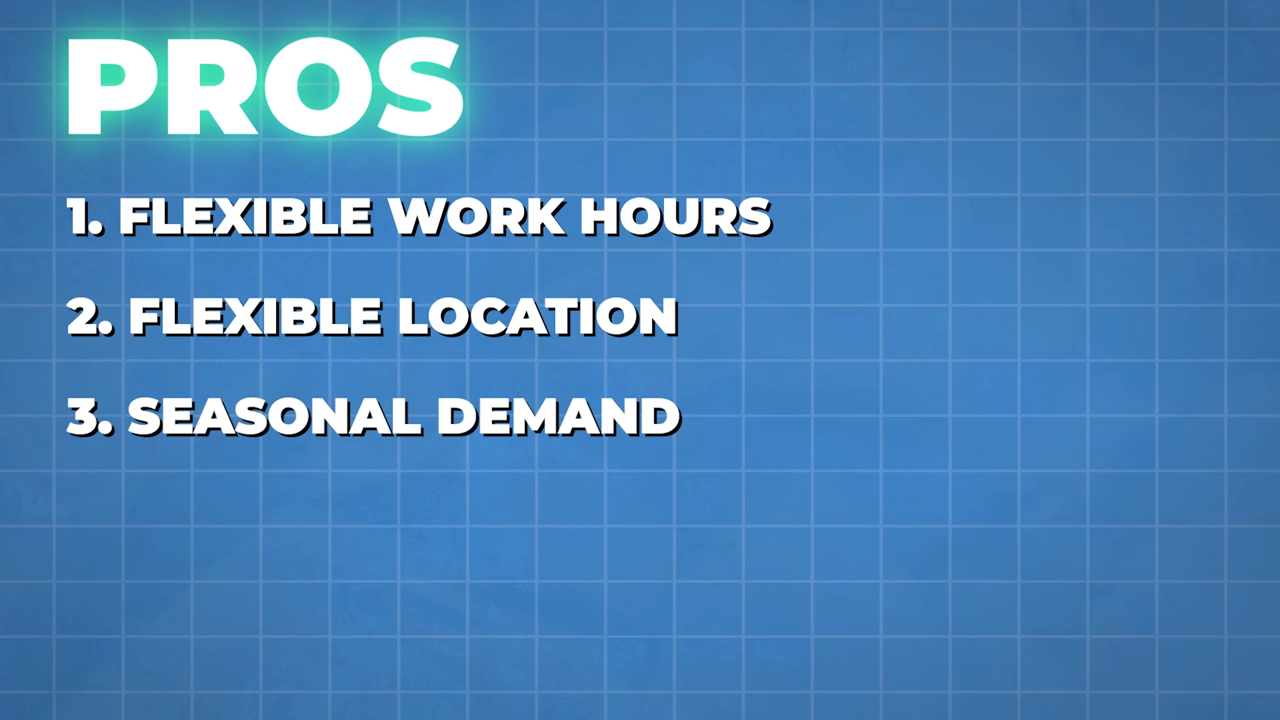 PROS
1. FLEXIBLE WORK HOURS
2. FLEXIBLE LOCATION
3. SEASONAL DEMAND